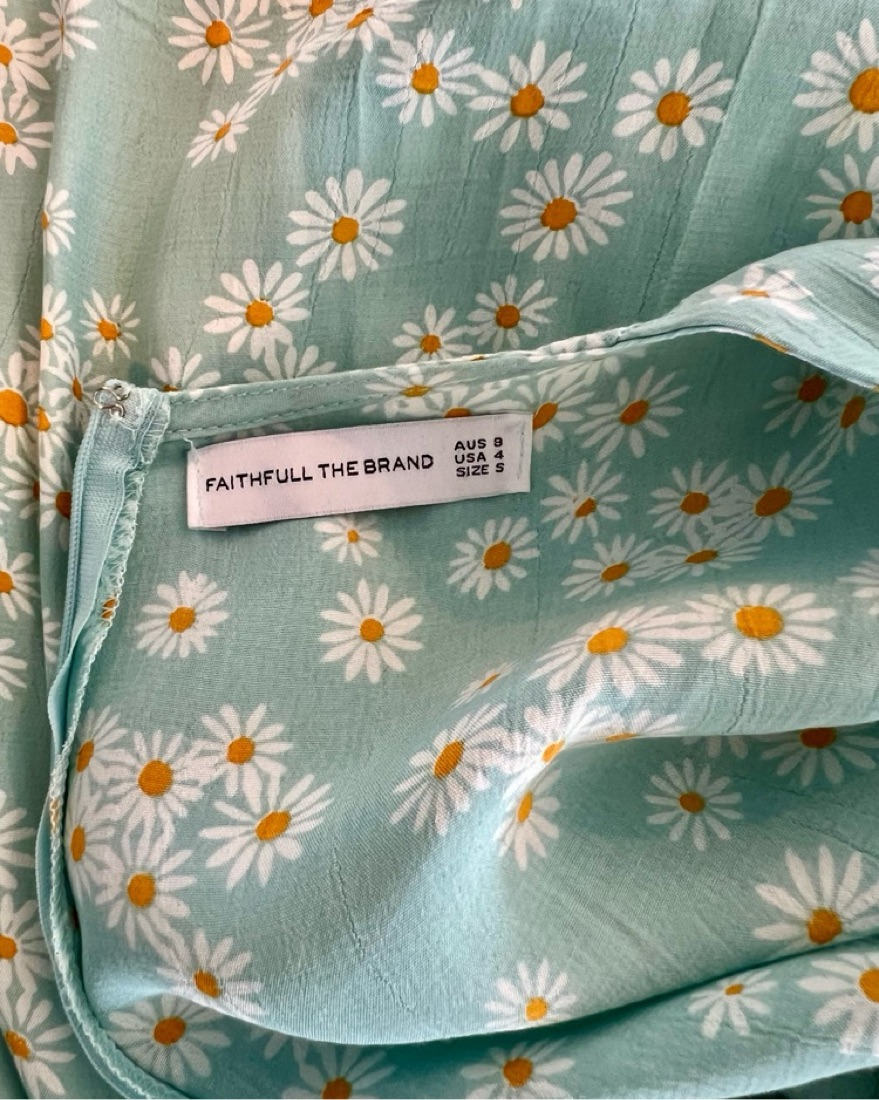 FAITHFULL THE BRAND
AUS 8
USA 4
SIZE S